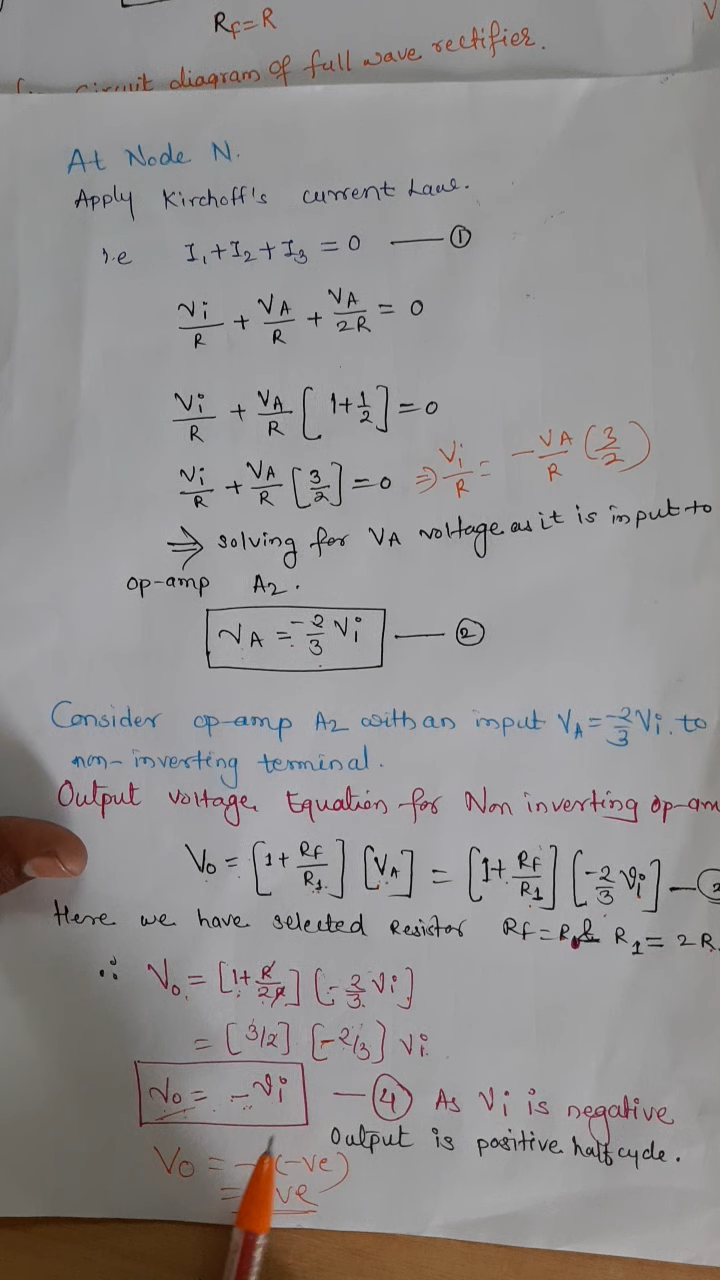 RF=R
circuit diagram of full wave rectifier.
At Node N.
Apply Kirchoff's current Lawe.
i.e I₁+I₂+I₃ = 0 — ①
Vi/R + VA/R + VA/2R = 0
Vi/R + VA/R [1+1/2] = 0
Vi/R + VA/R [3/2] = 0 ⇒ Vi/R = -VA/R (3/2)
⇒ solving for VA voltage as it is input to
op-amp A2.
VA = -2/3 Vi — ②
Consider op-amp A2 with an input VA = -2/3 Vi. to
non-inverting terminal.
Output voltage Equation for Non inverting op-am
Vo = [1+ RF/R1] [VA] = [1+ RF/R1] [-2/3 Vi] —
Here we have selected Resistor RF=R & R1 = 2R.
∴ Vo = [1+ R/2R] [-2/3 Vi]
= [3/2] [-2/3] Vi
Vo = -Vi — ④ As Vi is negative
Output is positive half cycle.
Vo = -(-ve)
= ve